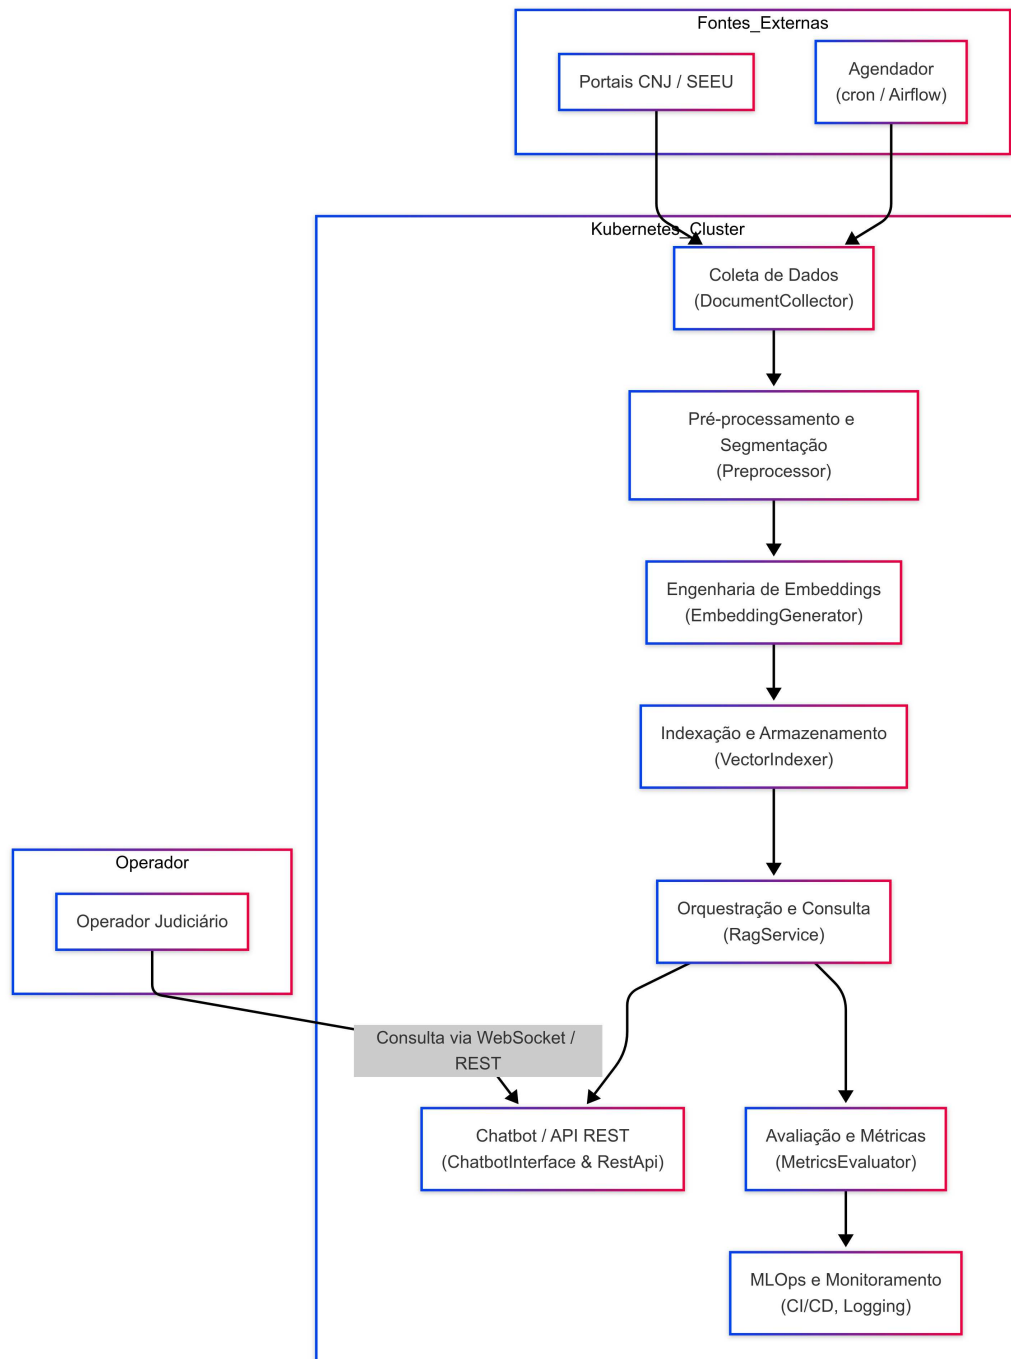 Fontes_Externas
Portais CNJ / SEEU
Agendador
(cron / Airflow)
Kubernetes_Cluster
Coleta de Dados
(DocumentCollector)
Pré-processamento e
Segmentação
(Preprocessor)
Engenharia de Embeddings
(EmbeddingGenerator)
Indexação e Armazenamento
(VectorIndexer)
Operador
Operador Judiciário
Orquestração e Consulta
(RagService)
Consulta via WebSocket /
REST
Chatbot / API REST
(ChatbotInterface & RestApi)
Avaliação e Métricas
(MetricsEvaluator)
MLOps e Monitoramento
(CI/CD, Logging)